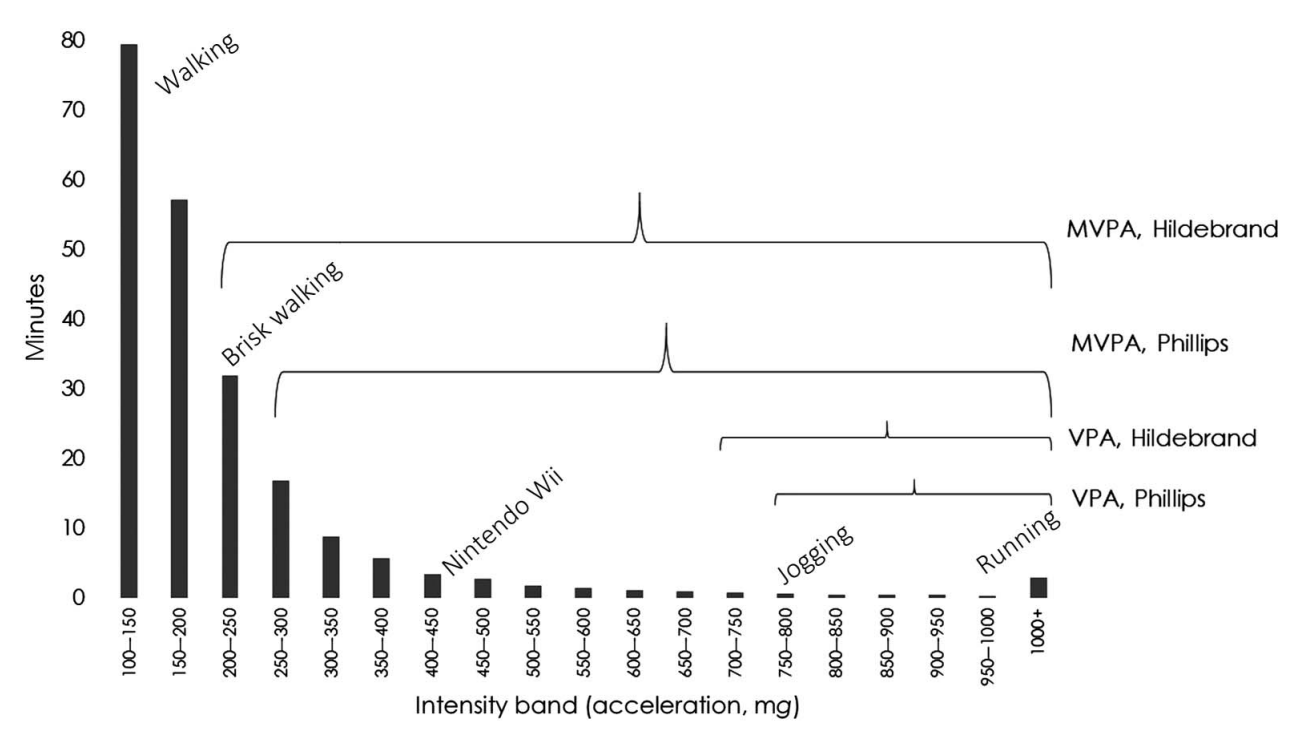 80
70
60
50
40
30
20
10
0
Minutes
Walking
Brisk walking
Nintendo Wii
Jogging
Running
MVPA, Hildebrand
MVPA, Phillips
VPA, Hildebrand
VPA, Phillips
100–150
150–200
200–250
250–300
300–350
350–400
400–450
450–500
500–550
550–600
600–650
650–700
700–750
750–800
800–850
850–900
900–950
950–1000
1000+
Intensity band (acceleration, mg)